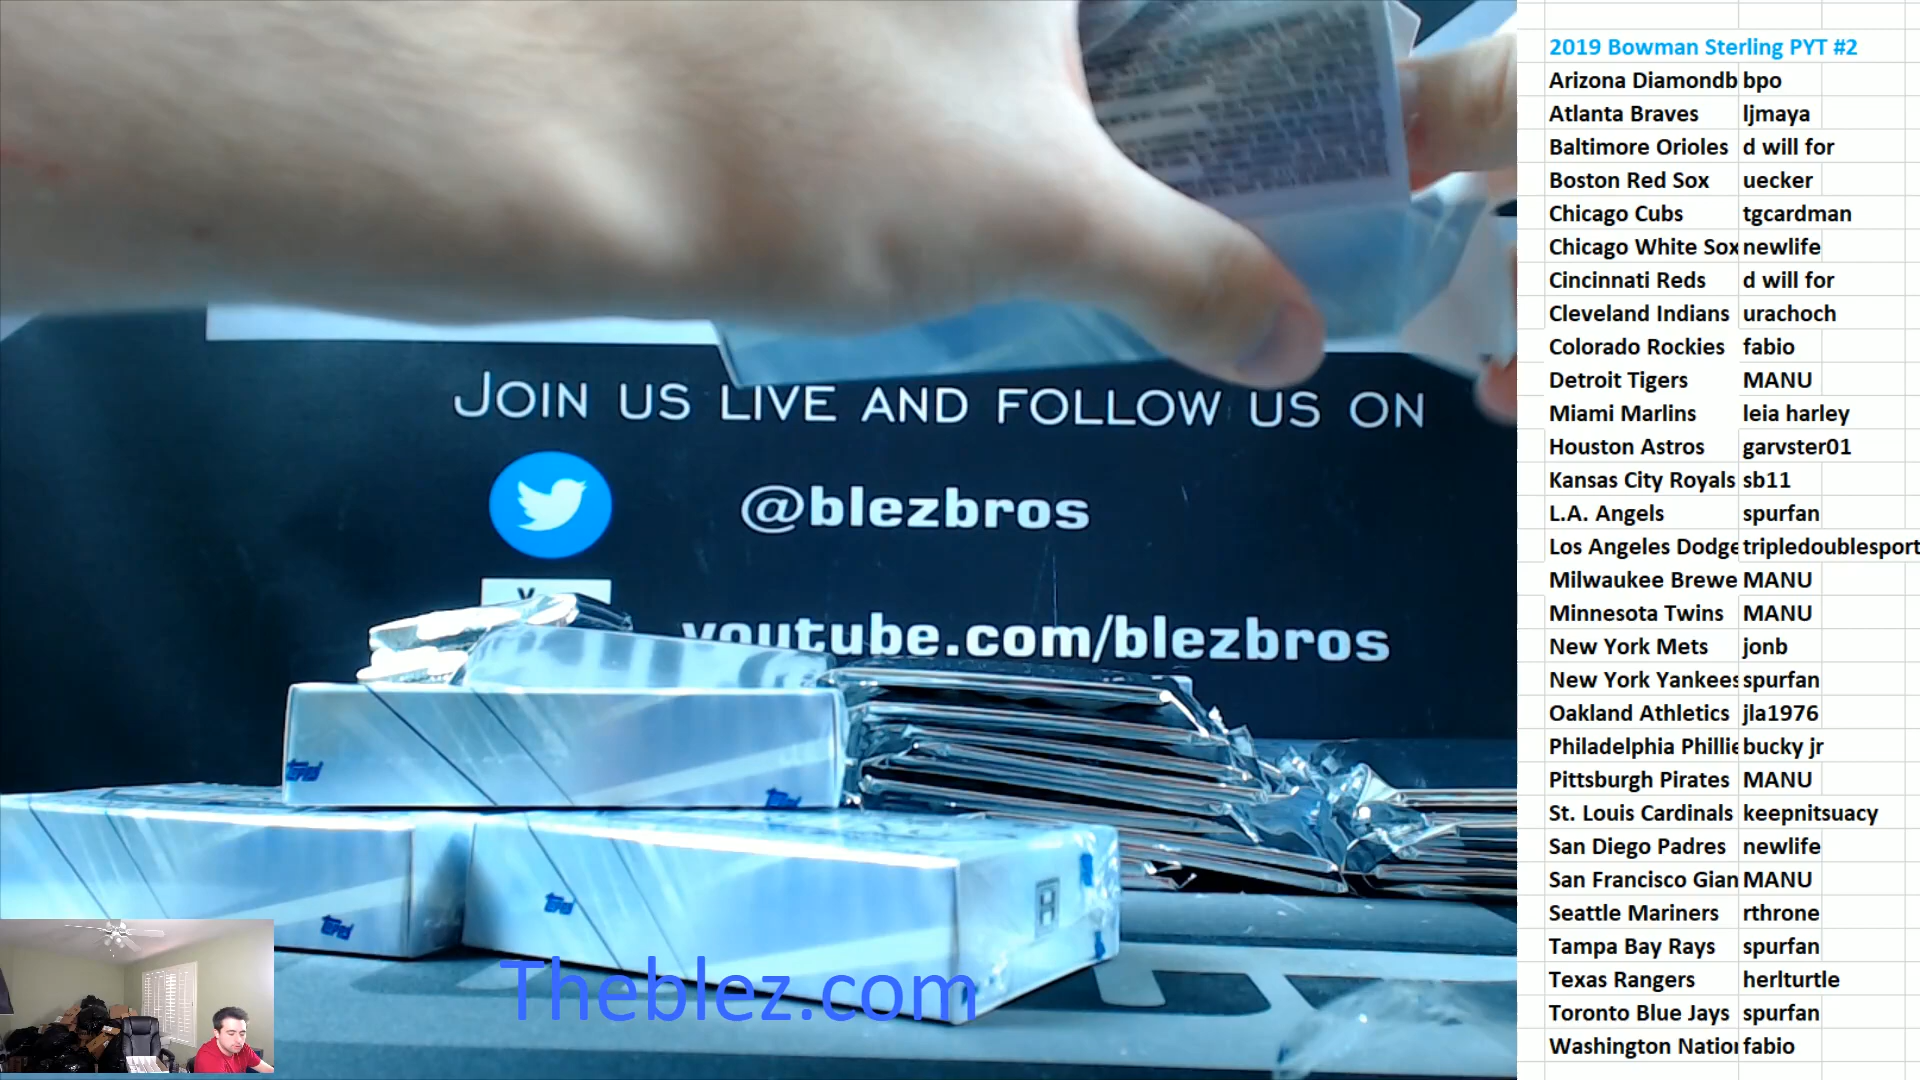 JOIN US LIVE AND FOLLOW US ON
@blezbros
youtube.com/blezbros
Topps
Topps
Topps
Topps
Theblez.com
2019 Bowman Sterling PYT #2
Arizona Diamondb bpo
Atlanta Braves ljmaya
Baltimore Orioles d will for
Boston Red Sox uecker
Chicago Cubs tgcardman
Chicago White Sox newlife
Cincinnati Reds d will for
Cleveland Indians urachoch
Colorado Rockies fabio
Detroit Tigers MANU
Miami Marlins leia harley
Houston Astros garvster01
Kansas City Royals sb11
L.A. Angels spurfan
Los Angeles Dodge tripledoublesport
Milwaukee Brewe MANU
Minnesota Twins MANU
New York Mets jonb
New York Yankees spurfan
Oakland Athletics jla1976
Philadelphia Phillie bucky jr
Pittsburgh Pirates MANU
St. Louis Cardinals keepnitsuacy
San Diego Padres newlife
San Francisco Gian MANU
Seattle Mariners rthrone
Tampa Bay Rays spurfan
Texas Rangers herlturtle
Toronto Blue Jays spurfan
Washington Nation fabio